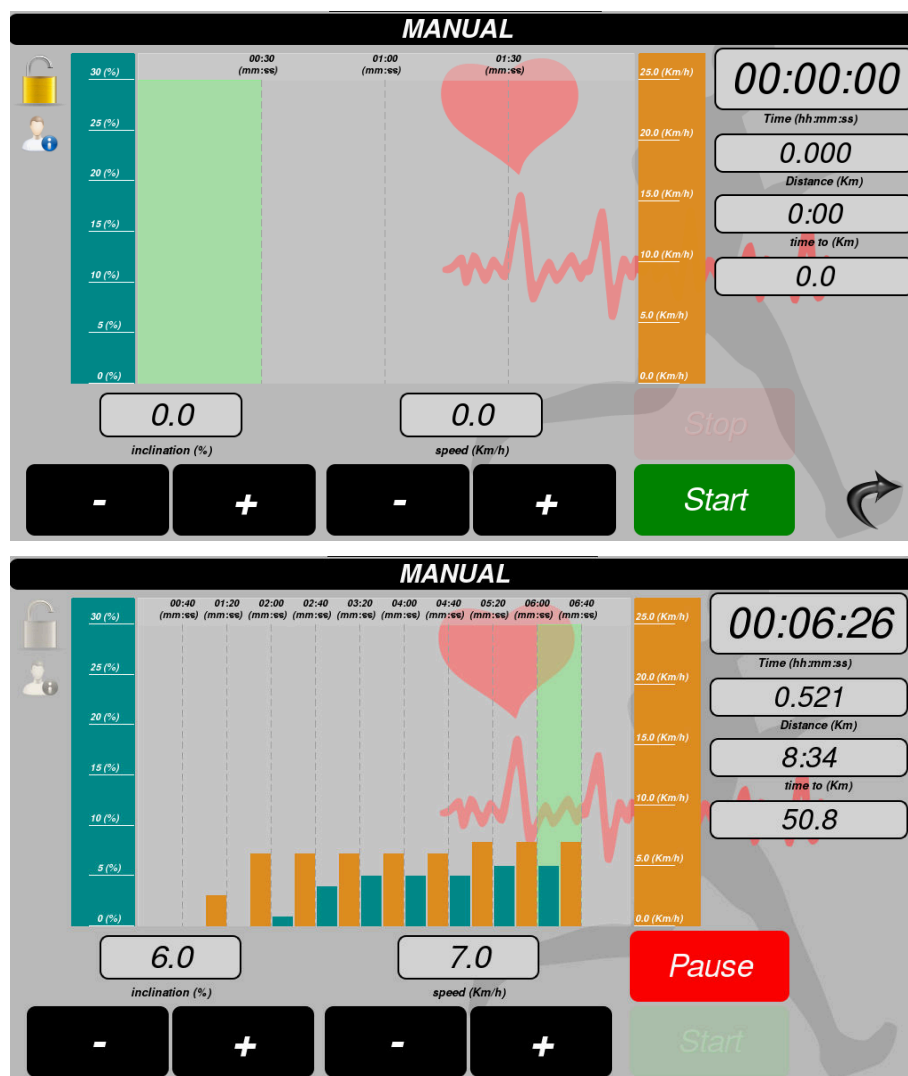 MANUAL
00:30 01:00 01:30
(mm:ss) (mm:ss) (mm:ss)
30 (%)
25 (%)
20 (%)
15 (%)
10 (%)
5 (%)
0 (%)
25.0 (Km/h)
20.0 (Km/h)
15.0 (Km/h)
10.0 (Km/h)
5.0 (Km/h)
0.0 (Km/h)
00:00:00
Time (hh:mm:ss)
0.000
Distance (Km)
0:00
time to (Km)
0.0
0.0 0.0
inclination (%) speed (Km/h)
Stop
- + - + Start
MANUAL
00:40 01:20 02:00 02:40 03:20 04:00 04:40 05:20 06:00 06:40
(mm:ss) (mm:ss) (mm:ss) (mm:ss) (mm:ss) (mm:ss) (mm:ss) (mm:ss) (mm:ss) (mm:ss)
30 (%)
25 (%)
20 (%)
15 (%)
10 (%)
5 (%)
0 (%)
25.0 (Km/h)
20.0 (Km/h)
15.0 (Km/h)
10.0 (Km/h)
5.0 (Km/h)
0.0 (Km/h)
00:06:26
Time (hh:mm:ss)
0.521
Distance (Km)
8:34
time to (Km)
50.8
6.0 7.0
inclination (%) speed (Km/h)
Pause
- + - + Start